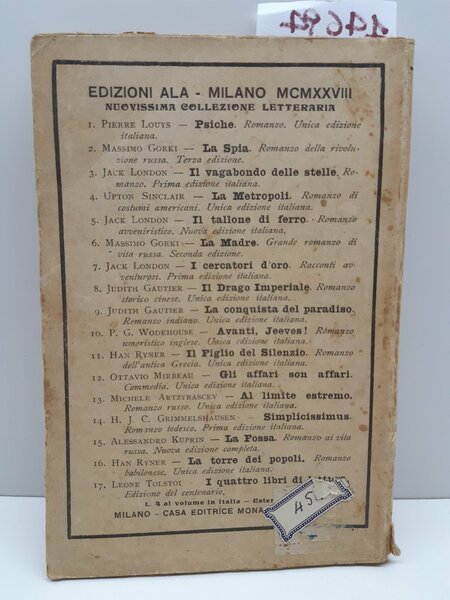 EDIZIONI ALA - MILANO MCMXXVIII
NUOVISSIMA COLLEZIONE LETTERARIA
1. PIERRE LOUYS — Psiche. Romanzo. Unica edizione
italiana.
2. MASSIMO GORKI — La Spia. Romanzo della rivolu-
zione russa. Terza edizione.
3. JACK LONDON — Il vagabondo delle stelle. Ro-
manzo. Prima edizione italiana.
4. UPTON SINCLAIR — La Metropoli. Romanzo di
costumi americani. Unica edizione italiana.
5. JACK LONDON — Il tallone di ferro. Romanzo
avveniristico. Nuova edizione italiana.
6. MASSIMO GORKI — La Madre. Grande romanzo di
vita russa. Seconda edizione.
7. JACK LONDON — I cercatori d'oro. Racconti av-
venturosi. Prima edizione italiana.
8. JUDITH GAUTIER — Il Drago Imperiale. Romanzo
storico cinese. Unica edizione italiana.
9. JUDITH GAUTIER — La conquista del paradiso.
Romanzo indiano. Unica edizione italiana.
10. P. G. WODEHOUSE — Avanti, Jeeves! Romanzo
umoristico inglese. Unica edizione italiana.
11. HAN RYNER — Il Figlio del Silenzio. Romanzo
dell'antica Grecia. Unica edizione italiana.
12. OTTAVIO MIRBEAU — Gli affari son affari.
Commedia. Unica edizione italiana.
13. MICHELE ARTZYBASCEV — Al limite estremo.
Romanzo russo. Unica edizione italiana.
14. H. J. C. GRIMMELSHAUSEN — Simplicissimus.
Romanzo tedesco. Prima edizione italiana.
15. ALESSANDRO KUPRIN — La Fossa. Romanzo di vita
russa. Nuova edizione completa.
16. HAN RYNER — La torre dei popoli. Romanzo
babilonese. Unica edizione italiana.
17. LEONE TOLSTOI — I quattro libri di lettura
Edizione del centenario.
L. 4 al volume in Italia - Ester
MILANO - CASA EDITRICE MONA